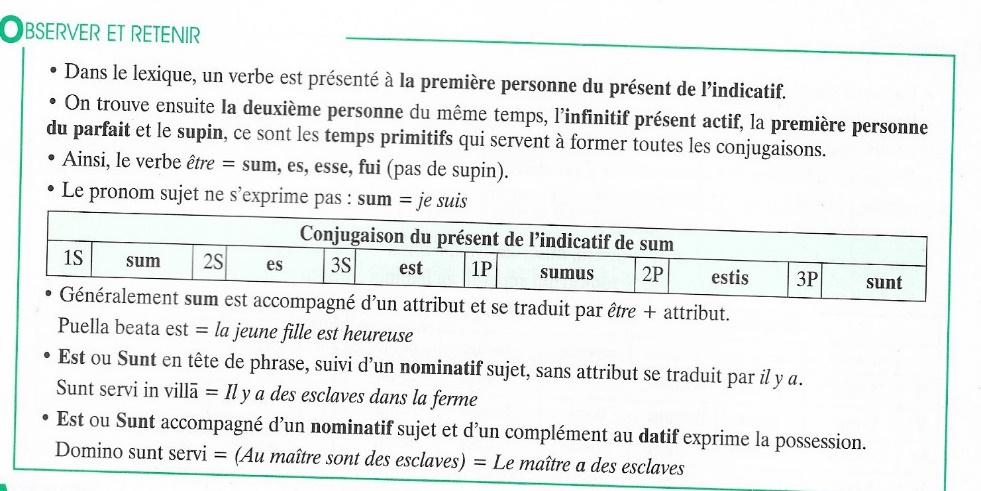 OBSERVER ET RETENIR
• Dans le lexique, un verbe est présenté à la première personne du présent de l'indicatif.
• On trouve ensuite la deuxième personne du même temps, l'infinitif présent actif, la première personne
du parfait et le supin, ce sont les temps primitifs qui servent à former toutes les conjugaisons.
• Ainsi, le verbe être = sum, es, esse, fui (pas de supin).
• Le pronom sujet ne s'exprime pas : sum = je suis
Conjugaison du présent de l'indicatif de sum
1S sum 2S es 3S est 1P sumus 2P estis 3P sunt
• Généralement sum est accompagné d'un attribut et se traduit par être + attribut.
Puella beata est = la jeune fille est heureuse
• Est ou Sunt en tête de phrase, suivi d'un nominatif sujet, sans attribut se traduit par il y a.
Sunt servi in villā = Il y a des esclaves dans la ferme
• Est ou Sunt accompagné d'un nominatif sujet et d'un complément au datif exprime la possession.
Domino sunt servi = (Au maître sont des esclaves) = Le maître a des esclaves